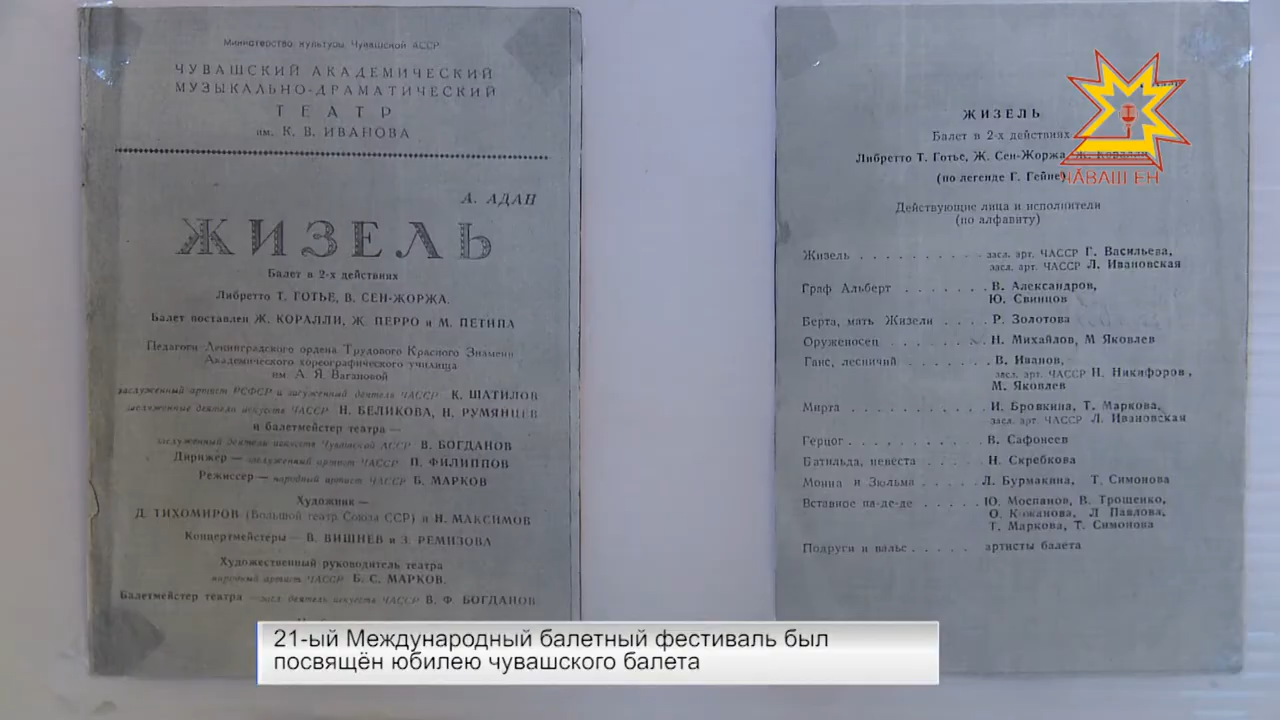 Министерство культуры Чувашской АССР
ЧУВАШСКИЙ АКАДЕМИЧЕСКИЙ
МУЗЫКАЛЬНО-ДРАМАТИЧЕСКИЙ
ТЕАТР
им. К. В. ИВАНОВА
А. АДАН
ЖИЗЕЛЬ
Балет в 2-х действиях
Либретто Т. ГОТЬЕ, В. СЕН-ЖОРЖА.
Балет поставлен Ж. КОРАЛЛИ, Ж. ПЕРРО и М. ПЕТИПА
Педагоги Ленинградского ордена Трудового Красного Знамени
Академического хореографического училища
им. А. Я. Вагановой
заслуженный артист РСФСР и засуженный деятель ЧАССР К. ШАТИЛОВ
заслуженные деятели искусств ЧАССР Н. БЕЛИКОВА, Н. РУМЯНЦЕВ
и балетмейстер театра —
заслуженный деятель искусств Чувашской АССР В. БОГДАНОВ
Дирижер — заслуженный артист ЧАССР П. ФИЛИППОВ
Режиссер — народный артист ЧАССР Б. МАРКОВ
Художник —
Д. ТИХОМИРОВ (Большой театр Союза ССР) и Н. МАКСИМОВ
Концертмейстеры — В. ВИШНЕВ и З. РЕМИЗОВА
Художественный руководитель театра
народный артист ЧАССР Б. С. МАРКОВ.
Балетмейстер театра — засл. деятель искусств ЧАССР В. Ф. БОГДАНОВ
ЖИЗЕЛЬ
Балет в 2-х действиях
Либретто Т. Готье, Ж. Сен-Жоржа, Ж. Коралли
(по легенде Г. Гейне)
Действующие лица и исполнители
(по алфавиту)
Жизель . . . . . . . . . . засл. арт. ЧАССР Г. Васильева,
засл. арт. ЧАССР Л. Ивановская
Граф Альберт . . . . . . . В. Александров,
Ю. Свинцов
Берта, мать Жизели . . . . Р. Золотова
Оруженосец . . . . . . . Н. Михайлов, М Яковлев
Ганс, лесничий . . . . . . . В. Иванов,
засл. арт. ЧАССР Н. Никифоров,
М. Яковлев
Мирта . . . . . . . . . . И. Бровкина, Т. Маркова,
засл. арт. ЧАССР Л. Ивановская
Герцог . . . . . . . . . . В. Сафонеев
Батильда, невеста . . . . . Н. Скребкова
Монна и Зюльма . . . . . Л. Бурмакина, Т. Симонова
Вставное па-де-де . . . . . Ю. Моспанов, В. Трощенко,
О. Кожанова, Л Павлова,
Т. Маркова, Т. Симонова
Подруги и вальс . . . . . артисты балета
ЧӐВАШ ЕН
21-ый Международный балетный фестиваль был
посвящён юбилею чувашского балета